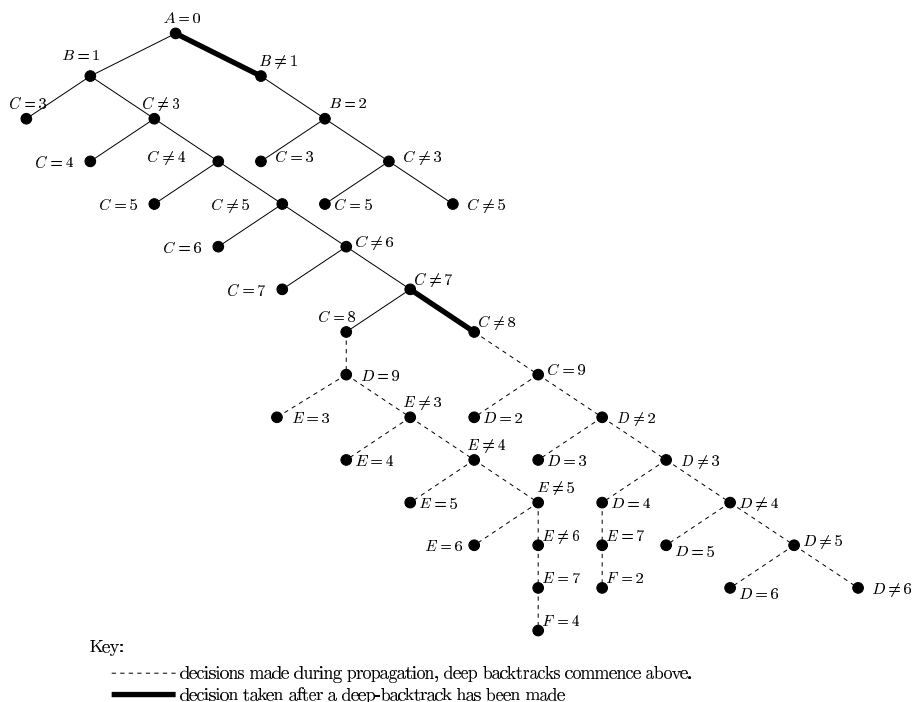 A = 0
B = 1
B ≠ 1
C = 3
C ≠ 3
B = 2
C = 4
C ≠ 4
C = 3
C ≠ 3
C = 5
C ≠ 5
C = 5
C ≠ 5
C = 6
C ≠ 6
C = 7
C ≠ 7
C = 8
C ≠ 8
D = 9
C = 9
E = 3
E ≠ 3
D = 2
D ≠ 2
E = 4
E ≠ 4
D = 3
D ≠ 3
E = 5
E ≠ 5
D = 4
D ≠ 4
E = 6
E ≠ 6
E = 7
D = 5
D ≠ 5
E = 7
F = 2
D = 6
D ≠ 6
F = 4
Key:
decisions made during propagation, deep backtracks commence above.
decision taken after a deep-backtrack has been made